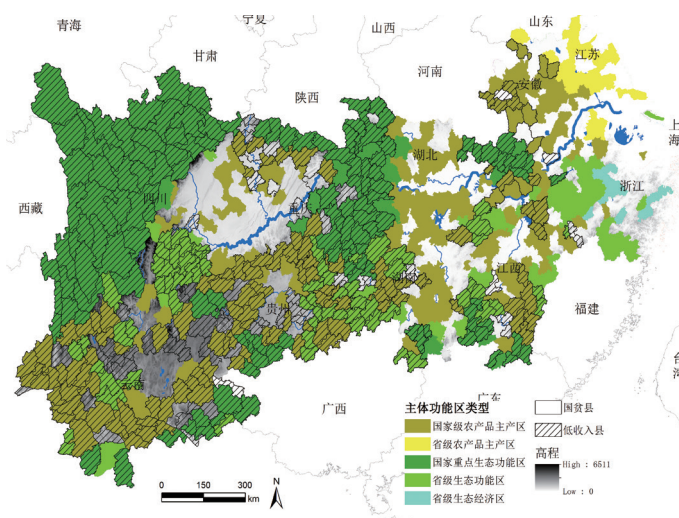 宁夏
山东
青海
山西
江苏
甘肃
河南
安徽
陕西
上海
湖北
四川
浙江
重庆
西藏
湖南
江西
贵州
福建
云南
台湾
广东
广西
主体功能区类型
国家级农产品主产区
省级农产品主产区
国家重点生态功能区
省级生态功能区
省级生态经济区
国贫县
低收入县
高程
High : 6511
Low : 0
0 150 300
km
N